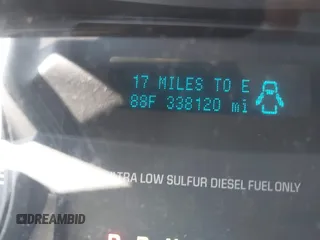 17 MILES TO E
88F 338120 mi
ULTRA LOW SULFUR DIESEL FUEL ONLY
DREAMBID